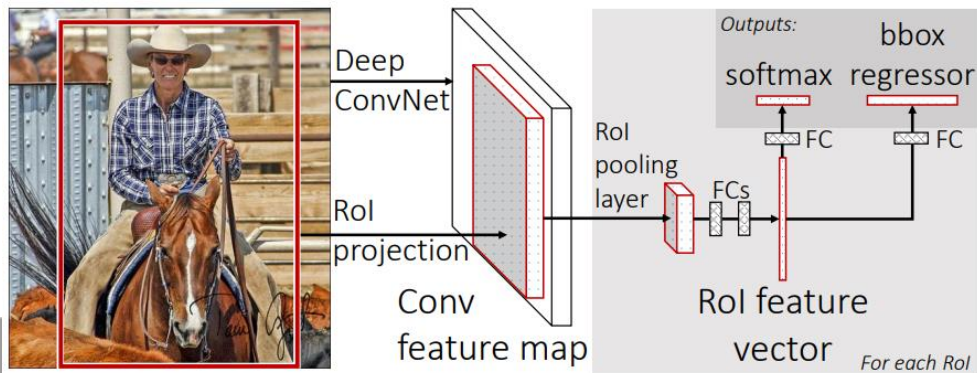 Deep
ConvNet
RoI
projection
Conv
feature map
RoI
pooling
layer
FCs
Outputs:
softmax
bbox
regressor
FC
FC
RoI feature
vector
For each RoI